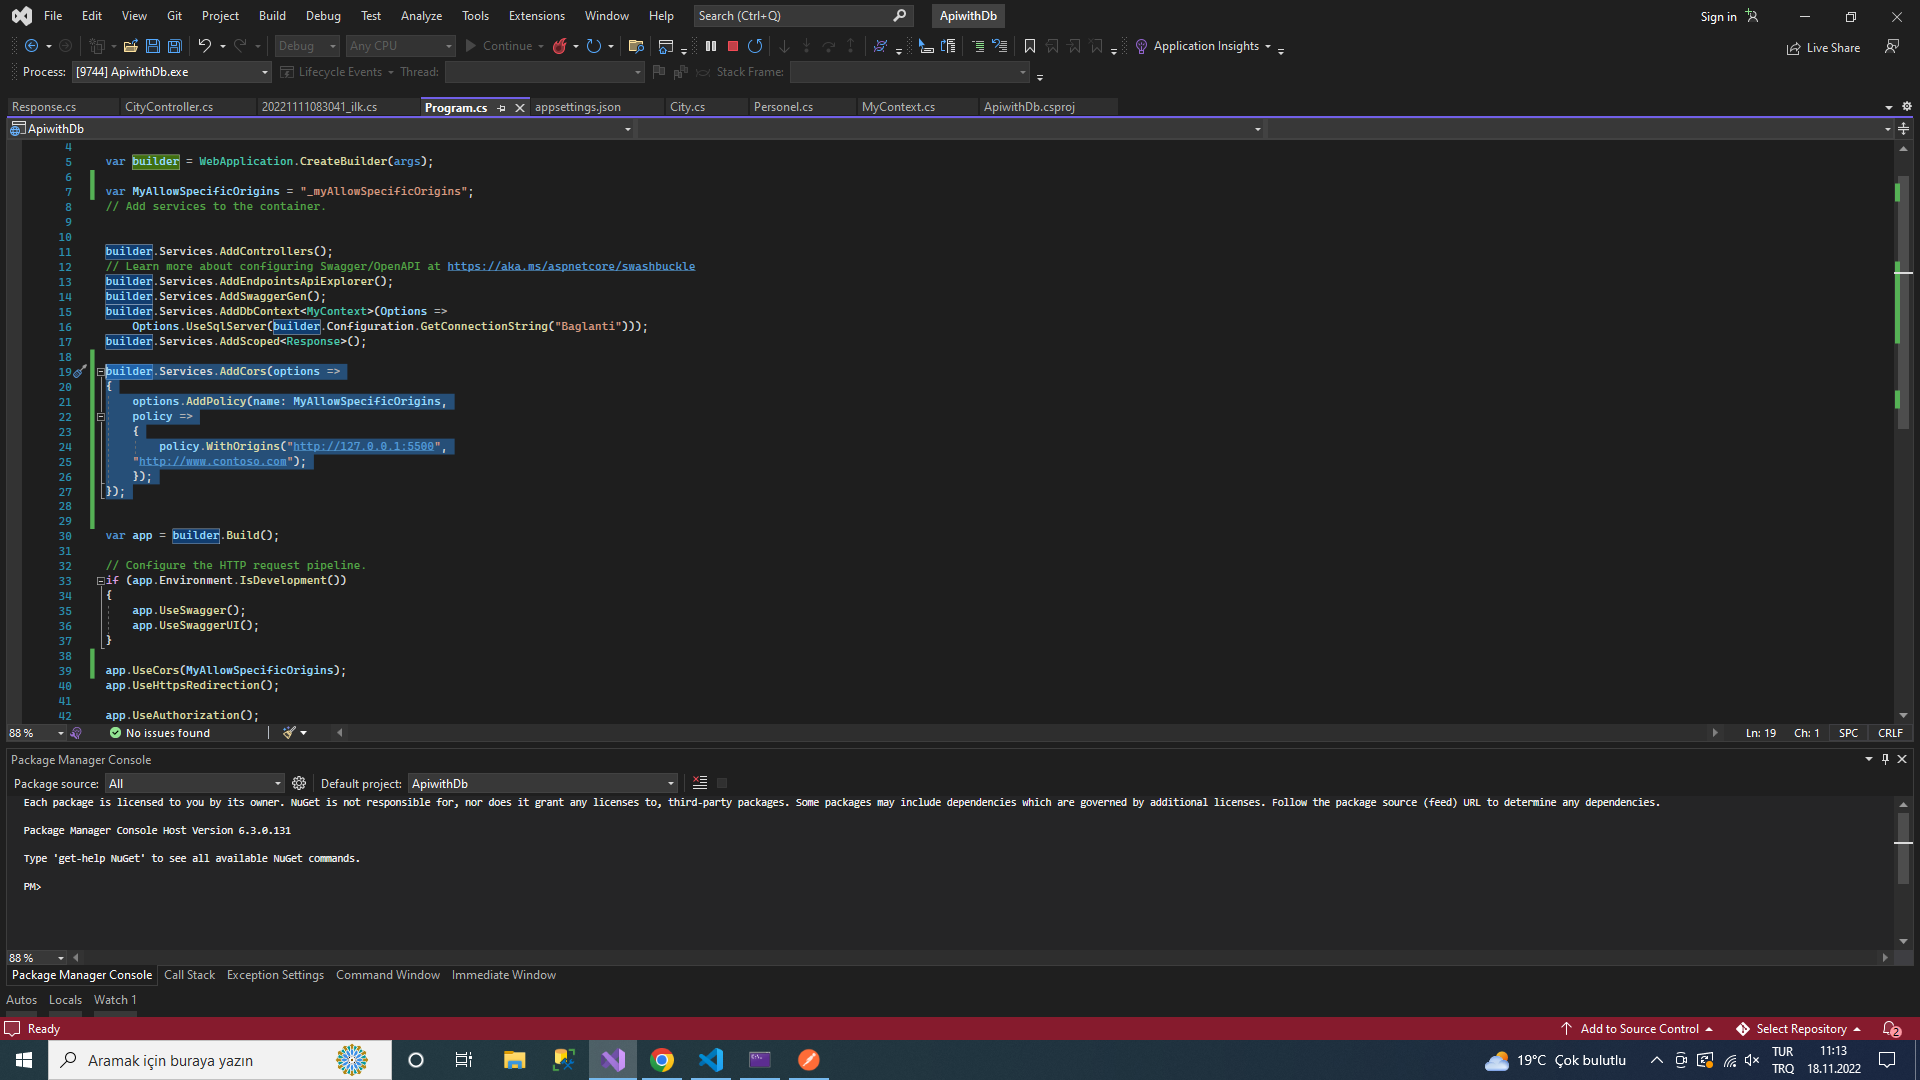 File Edit View Git Project Build Debug Test Analyze Tools Extensions Window Help Search (Ctrl+Q) ApiwithDb Sign in
Debug Any CPU Continue Application Insights Live Share
Process: [9744] ApiwithDb.exe Lifecycle Events Thread: Stack Frame:
Response.cs CityController.cs 20221111083041_ilk.cs Program.cs appsettings.json City.cs Personel.cs MyContext.cs ApiwithDb.csproj
ApiwithDb
4
5 var builder = WebApplication.CreateBuilder(args);
6
7 var MyAllowSpecificOrigins = "_myAllowSpecificOrigins";
8 // Add services to the container.
9
10
11 builder.Services.AddControllers();
12 // Learn more about configuring Swagger/OpenAPI at https://aka.ms/aspnetcore/swashbuckle
13 builder.Services.AddEndpointsApiExplorer();
14 builder.Services.AddSwaggerGen();
15 builder.Services.AddDbContext<MyContext>(Options =>
16 Options.UseSqlServer(builder.Configuration.GetConnectionString("Baglanti")));
17 builder.Services.AddScoped<Response>();
18
19 builder.Services.AddCors(options =>
20 {
21 options.AddPolicy(name: MyAllowSpecificOrigins,
22 policy =>
23 {
24 policy.WithOrigins("http://127.0.0.1:5500",
25 "http://www.contoso.com");
26 });
27 });
28
29
30 var app = builder.Build();
31
32 // Configure the HTTP request pipeline.
33 if (app.Environment.IsDevelopment())
34 {
35 app.UseSwagger();
36 app.UseSwaggerUI();
37 }
38
39 app.UseCors(MyAllowSpecificOrigins);
40 app.UseHttpsRedirection();
41
42 app.UseAuthorization();
88 % No issues found Ln: 19 Ch: 1 SPC CRLF
Package Manager Console
Package source: All Default project: ApiwithDb
Each package is licensed to you by its owner. NuGet is not responsible for, nor does it grant any licenses to, third-party packages. Some packages may include dependencies which are governed by additional licenses. Follow the package source (feed) URL to determine any dependencies.
Package Manager Console Host Version 6.3.0.131
Type 'get-help NuGet' to see all available NuGet commands.
PM>
88 %
Package Manager Console Call Stack Exception Settings Command Window Immediate Window
Autos Locals Watch 1
Ready Add to Source Control Select Repository 2
Aramak için buraya yazın 19°C Çok bulutlu TUR 11:13
TRQ 18.11.2022